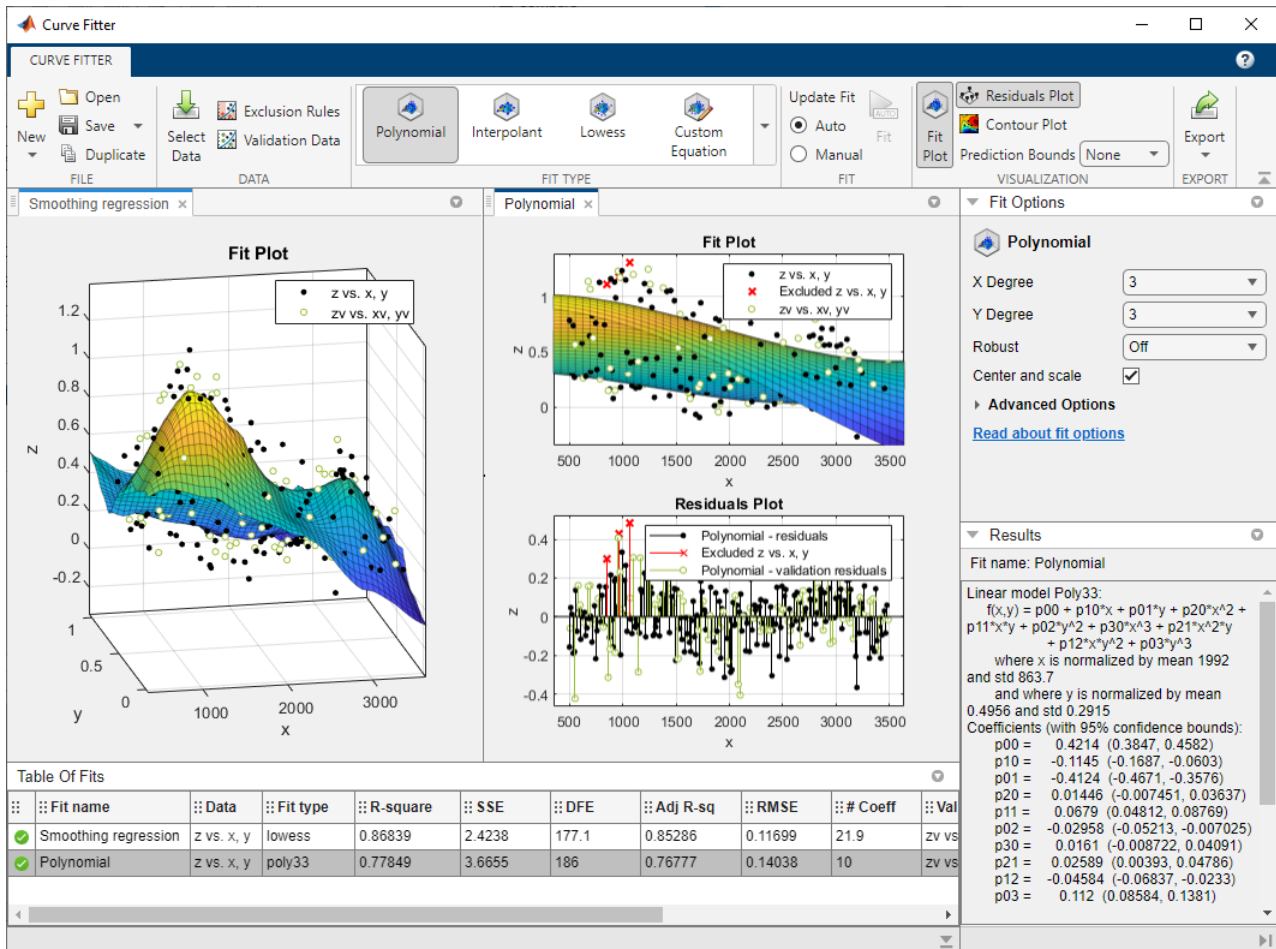 Curve Fitter
CURVE FITTER
New
Open
Save
Duplicate
FILE
Select
Data
Exclusion Rules
Validation Data
DATA
Polynomial
Interpolant
Lowess
Custom
Equation
FIT TYPE
Update Fit
Auto
Manual
AUTO
Fit
FIT
Fit
Plot
Residuals Plot
Contour Plot
Prediction Bounds None
VISUALIZATION
Export
EXPORT
Smoothing regression
Fit Plot
z vs. x, y
zv vs. xv, yv
1.2
1
0.8
0.6
0.4
0.2
0
-0.2
z
1
0.5
0
y
1000
2000
3000
x
Polynomial
Fit Plot
z vs. x, y
Excluded z vs. x, y
zv vs. xv, yv
1
0.5
0
z
500 1000 1500 2000 2500 3000 3500
x
Residuals Plot
Polynomial - residuals
Excluded z vs. x, y
Polynomial - validation residuals
0.4
0.2
0
-0.2
-0.4
z
500 1000 1500 2000 2500 3000 3500
x
Fit Options
Polynomial
X Degree 3
Y Degree 3
Robust Off
Center and scale
Advanced Options
Read about fit options
Results
Fit name: Polynomial
Linear model Poly33:
f(x,y) = p00 + p10*x + p01*y + p20*x^2 +
p11*x*y + p02*y^2 + p30*x^3 + p21*x^2*y
+ p12*x*y^2 + p03*y^3
where x is normalized by mean 1992
and std 863.7
and where y is normalized by mean
0.4956 and std 0.2915
Coefficients (with 95% confidence bounds):
p00 = 0.4214 (0.3847, 0.4582)
p10 = -0.1145 (-0.1687, -0.0603)
p01 = -0.4124 (-0.4671, -0.3576)
p20 = 0.01446 (-0.007451, 0.03637)
p11 = 0.0679 (0.04812, 0.08769)
p02 = -0.02958 (-0.05213, -0.007025)
p30 = 0.0161 (-0.008722, 0.04091)
p21 = 0.02589 (0.00393, 0.04786)
p12 = -0.04584 (-0.06837, -0.0233)
p03 = 0.112 (0.08584, 0.1381)
Table Of Fits
Fit name Data Fit type R-square SSE DFE Adj R-sq RMSE # Coeff Val
Smoothing regression z vs. x, y lowess 0.86839 2.4238 177.1 0.85286 0.11699 21.9 zv vs
Polynomial z vs. x, y poly33 0.77849 3.6655 186 0.76777 0.14038 10 zv vs